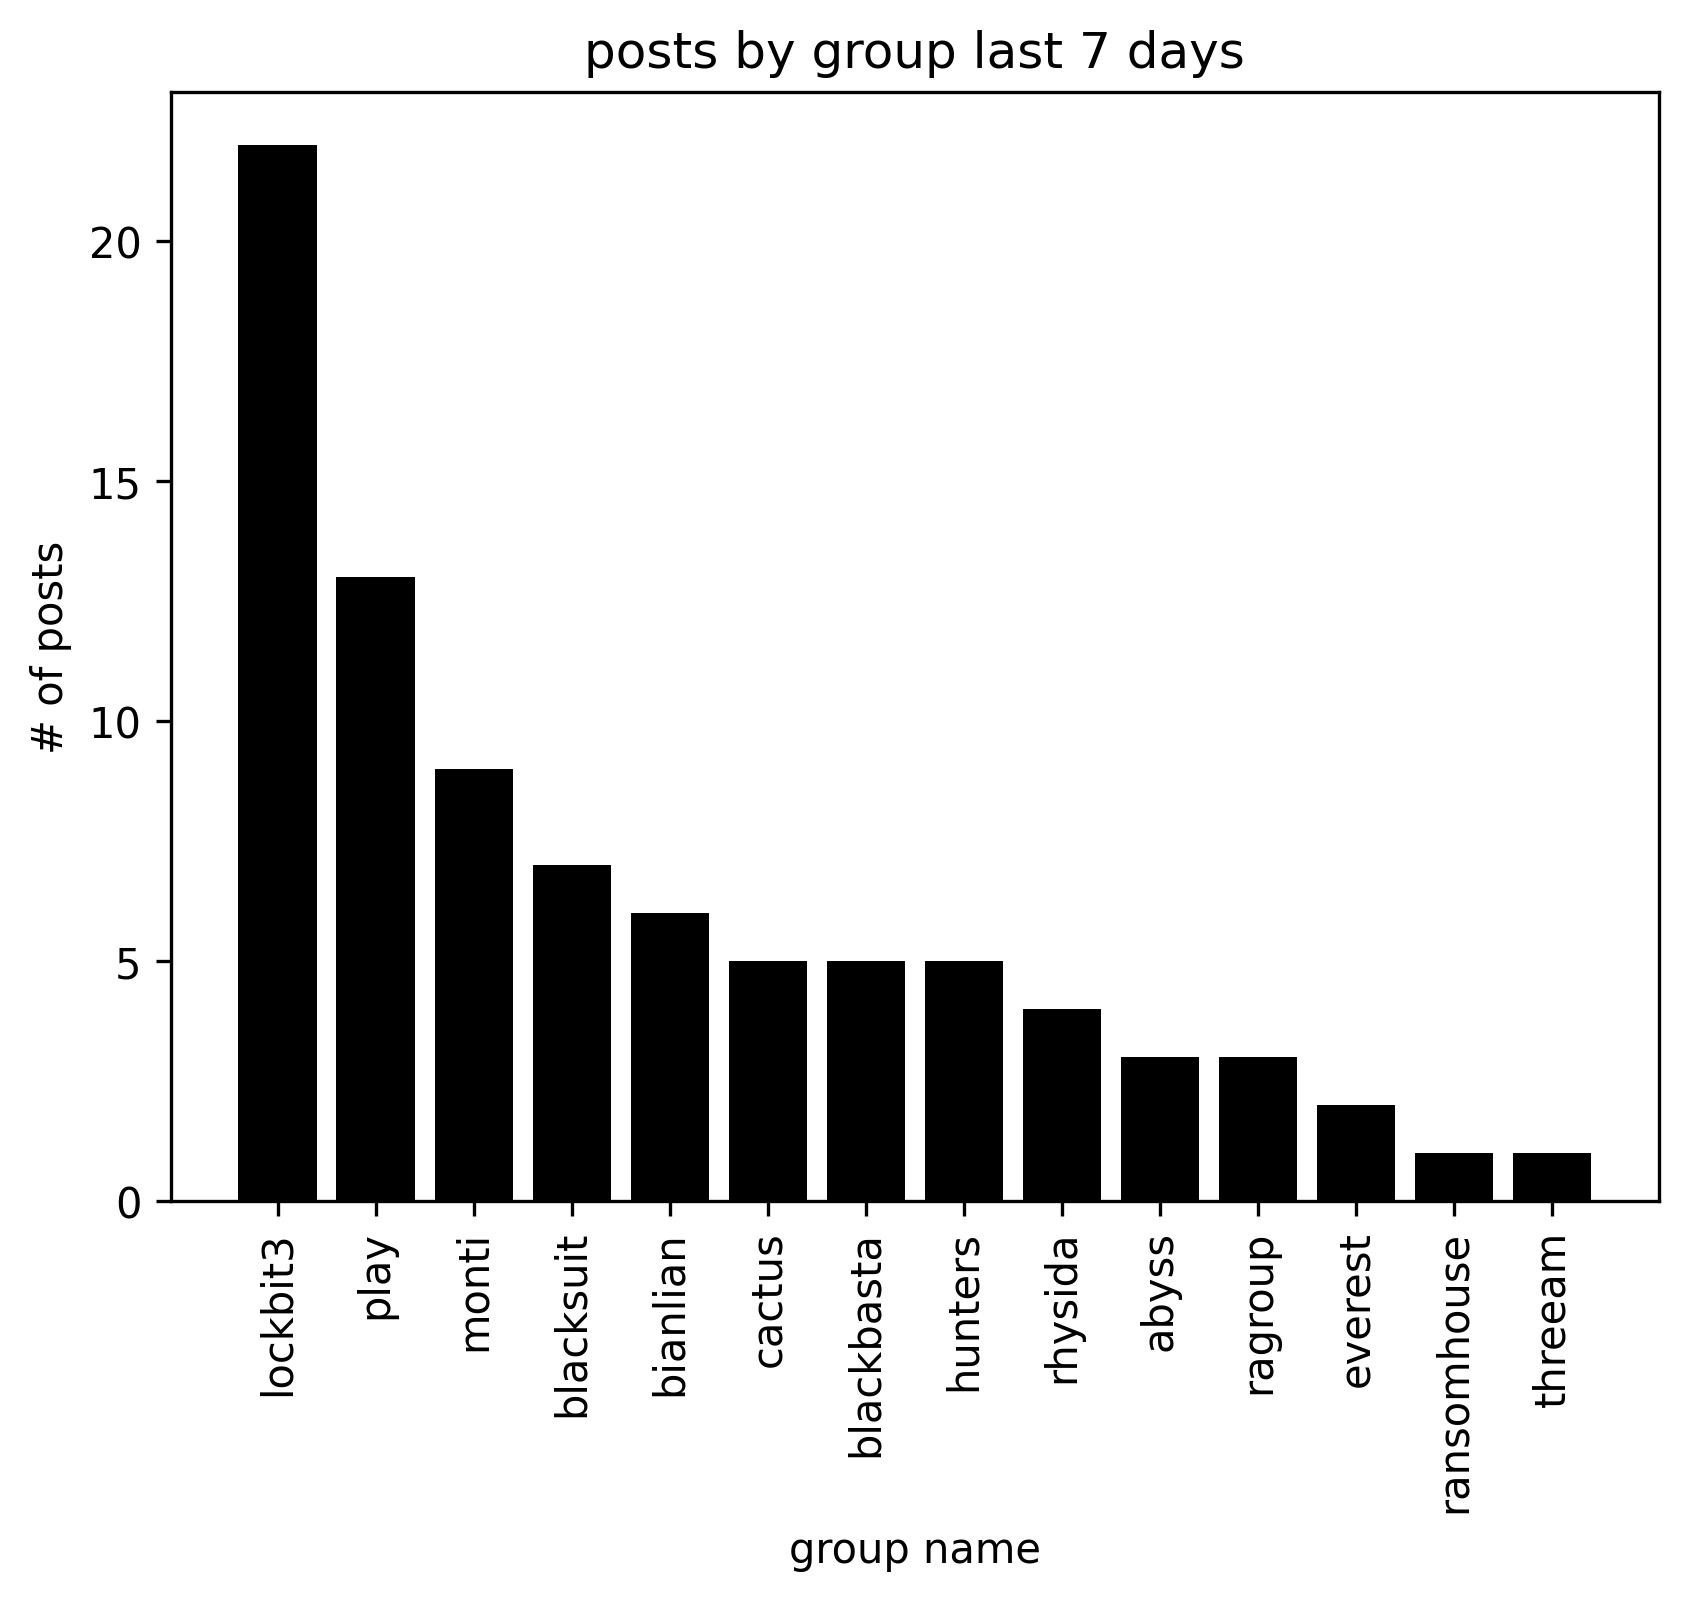 posts by group last 7 days
# of posts
20
15
10
5
0
lockbit3
play
monti
blacksuit
bianlian
cactus
blackbasta
hunters
rhysida
abyss
ragroup
everest
ransomhouse
threeam
group name